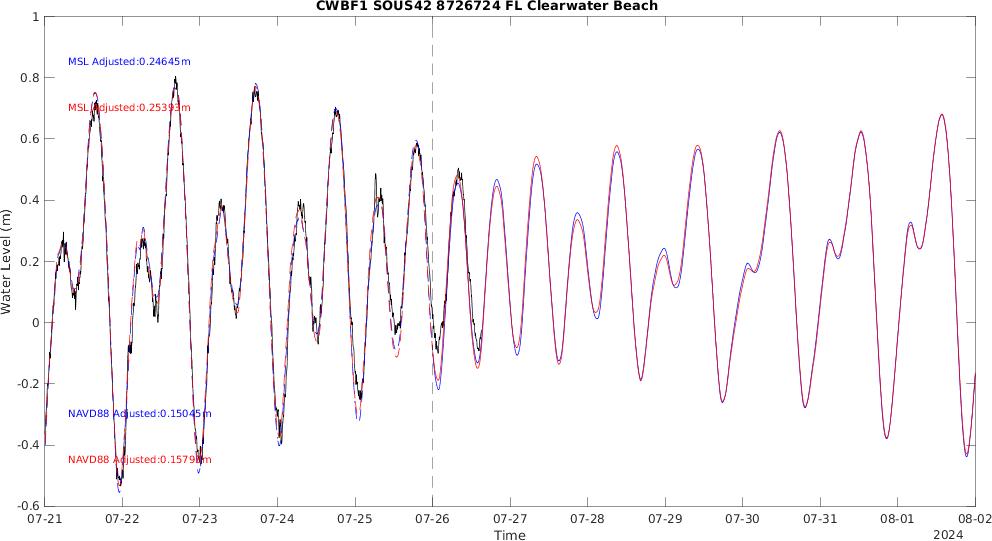 CWBF1 SOUS42 8726724 FL Clearwater Beach
1
0.8
0.6
0.4
0.2
0
-0.2
-0.4
-0.6
Water Level (m)
MSL Adjusted:0.24645m
MSL Adjusted:0.25393m
NAVD88 Adjusted:0.15045m
NAVD88 Adjusted:
07-21 07-22 07-23 07-24 07-25 07-26 07-27 07-28 07-29 07-30 07-31 08-01 08-02
Time
2024